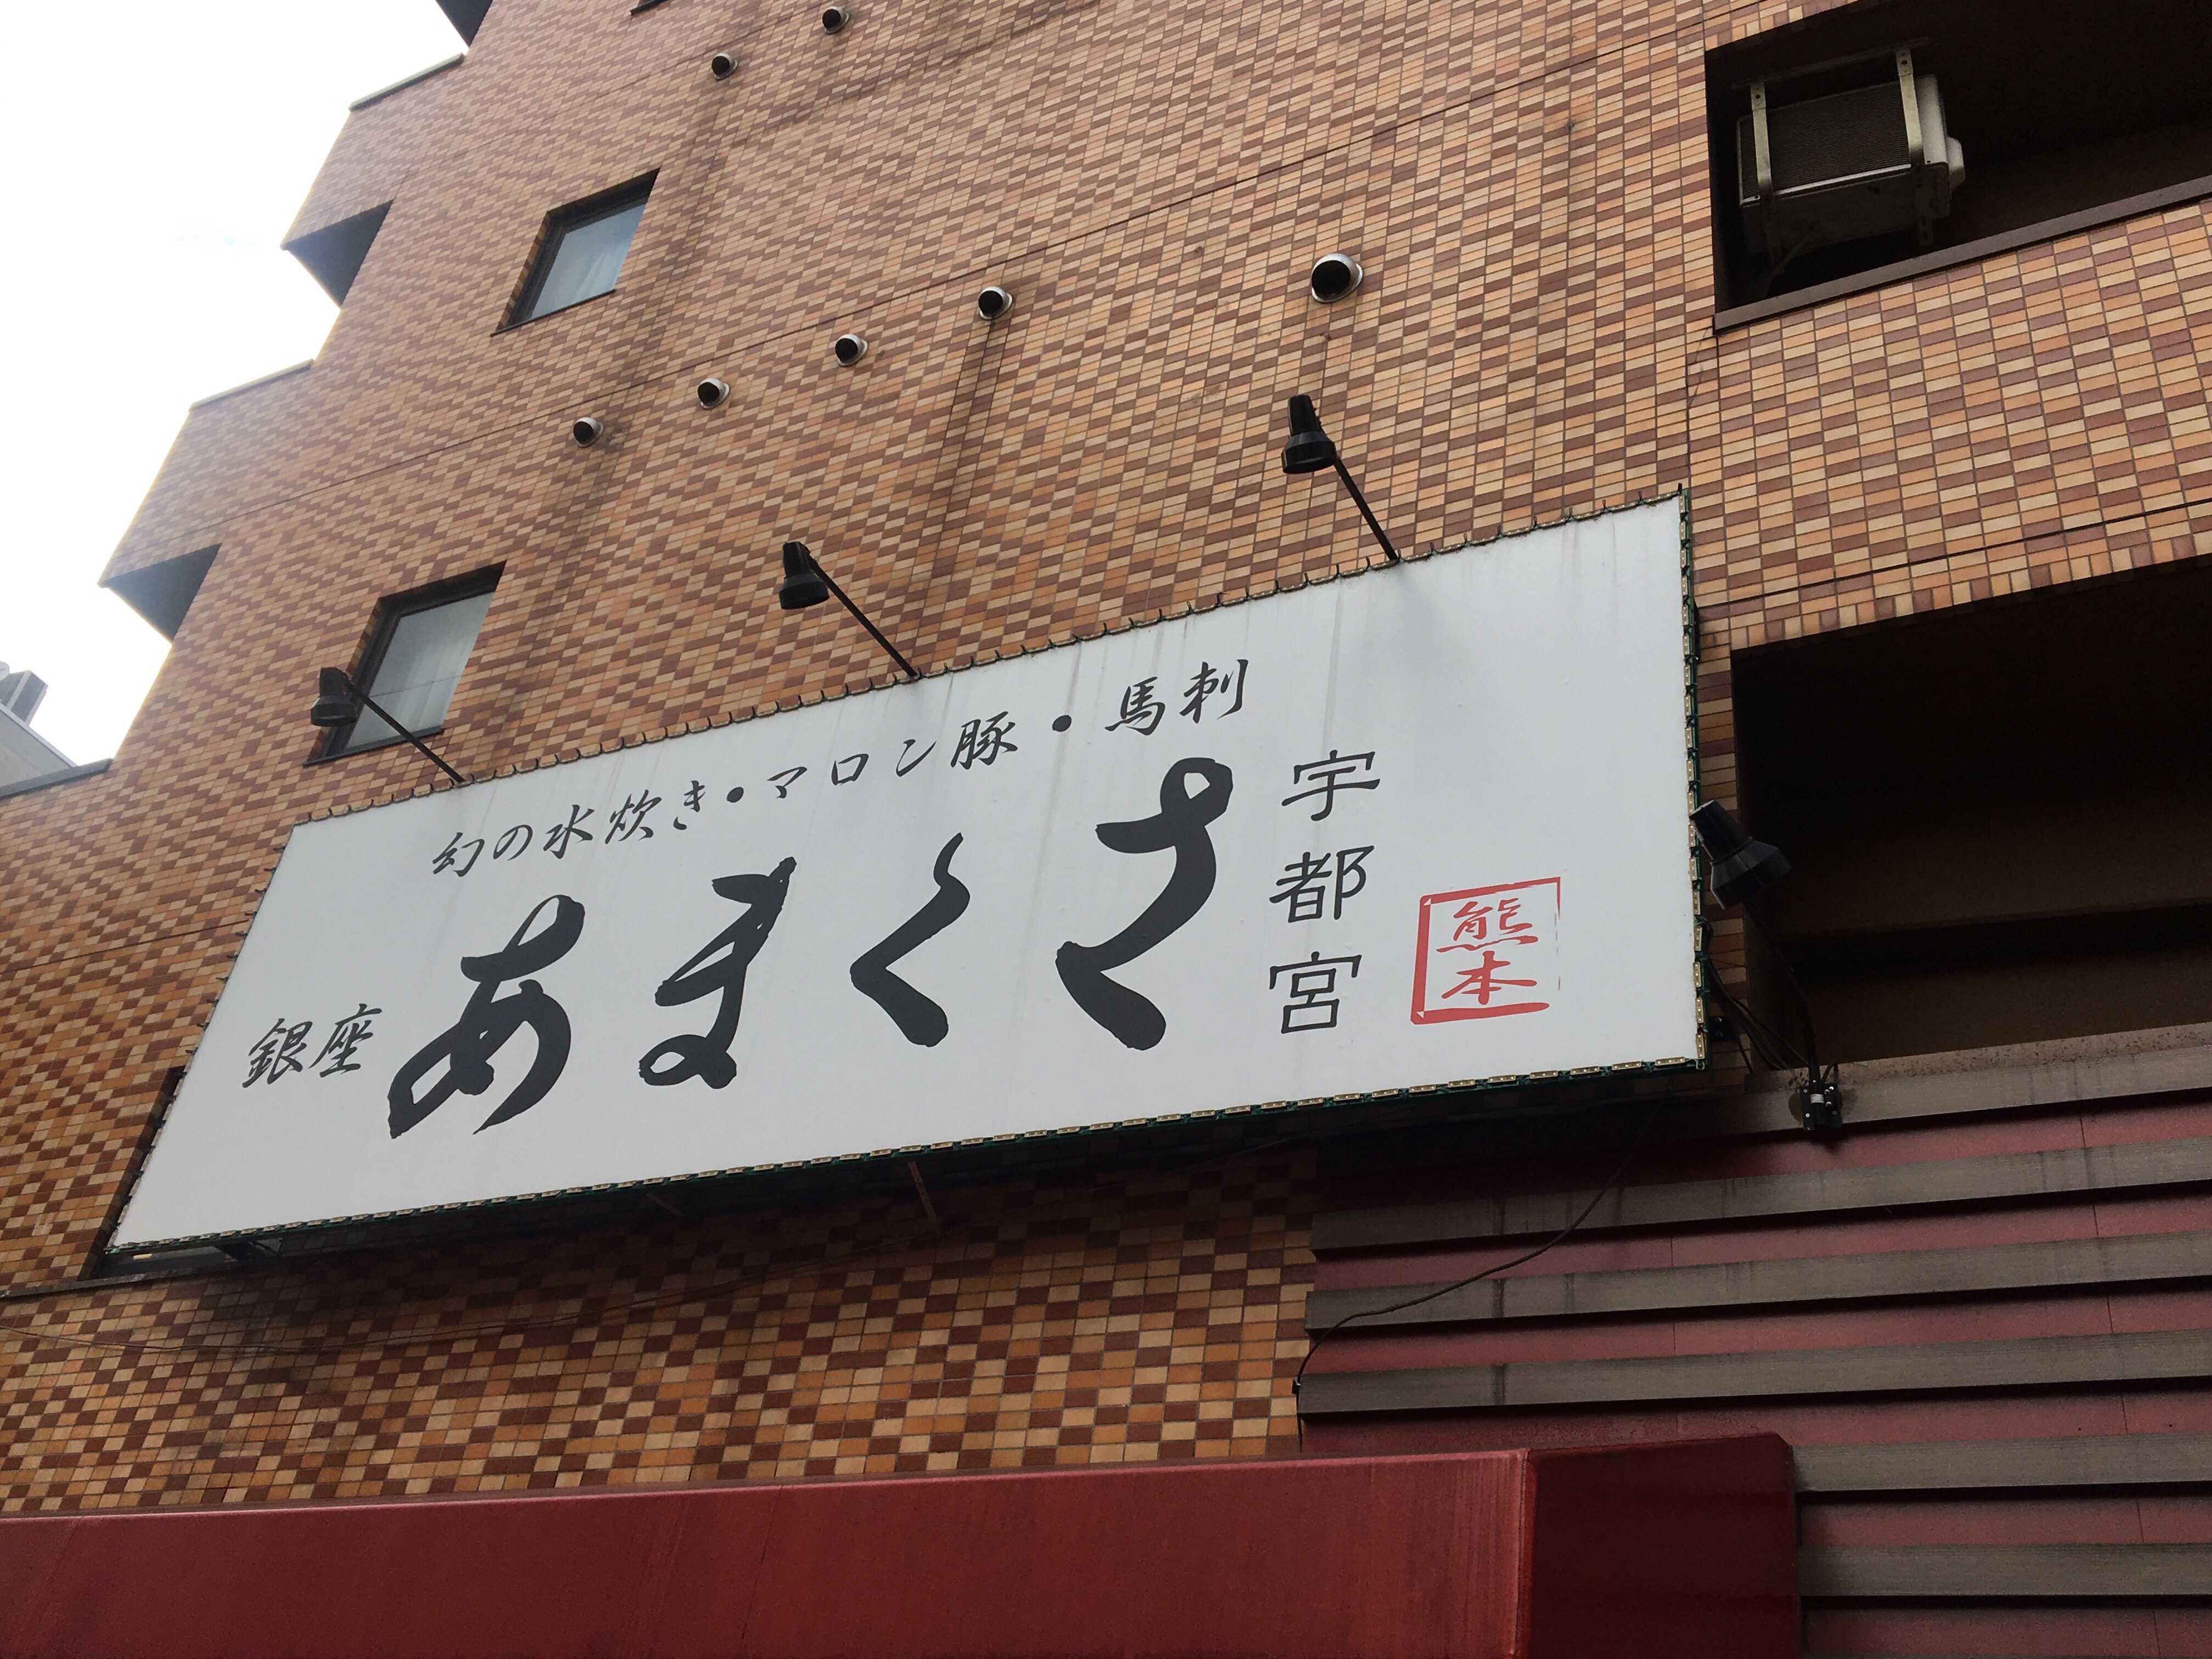 幻の水炊き・マロン豚・馬刺
銀座
あまくさ
宇都宮
熊本